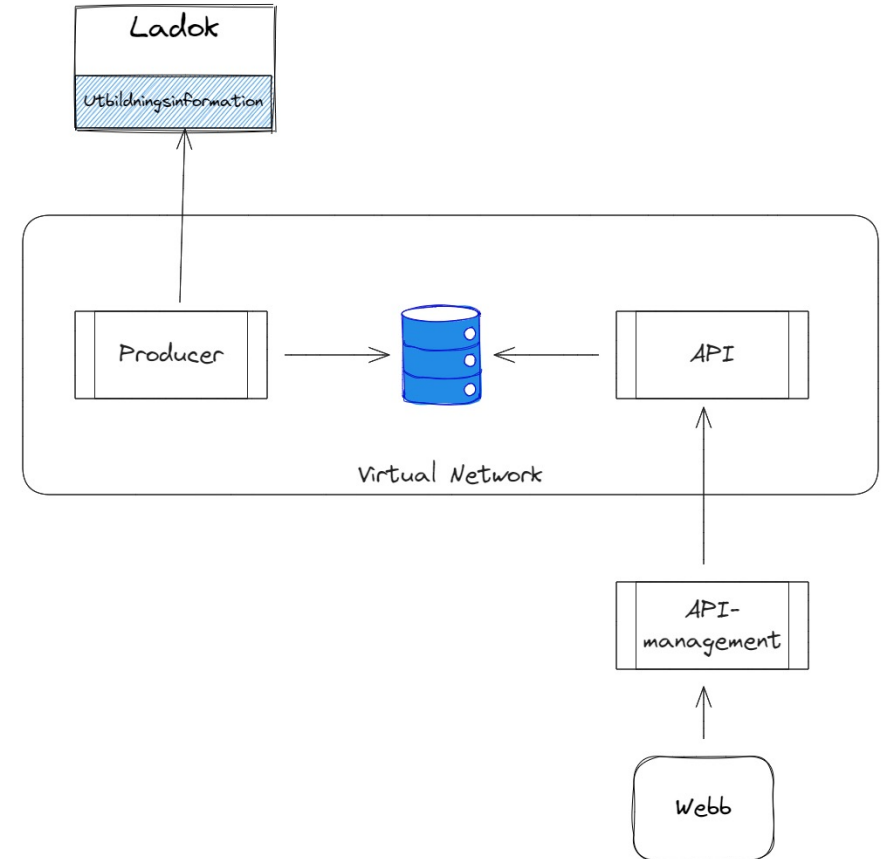 Ladok
Utbildningsinformation
Producer
API
Virtual Network
API-
management
Webb